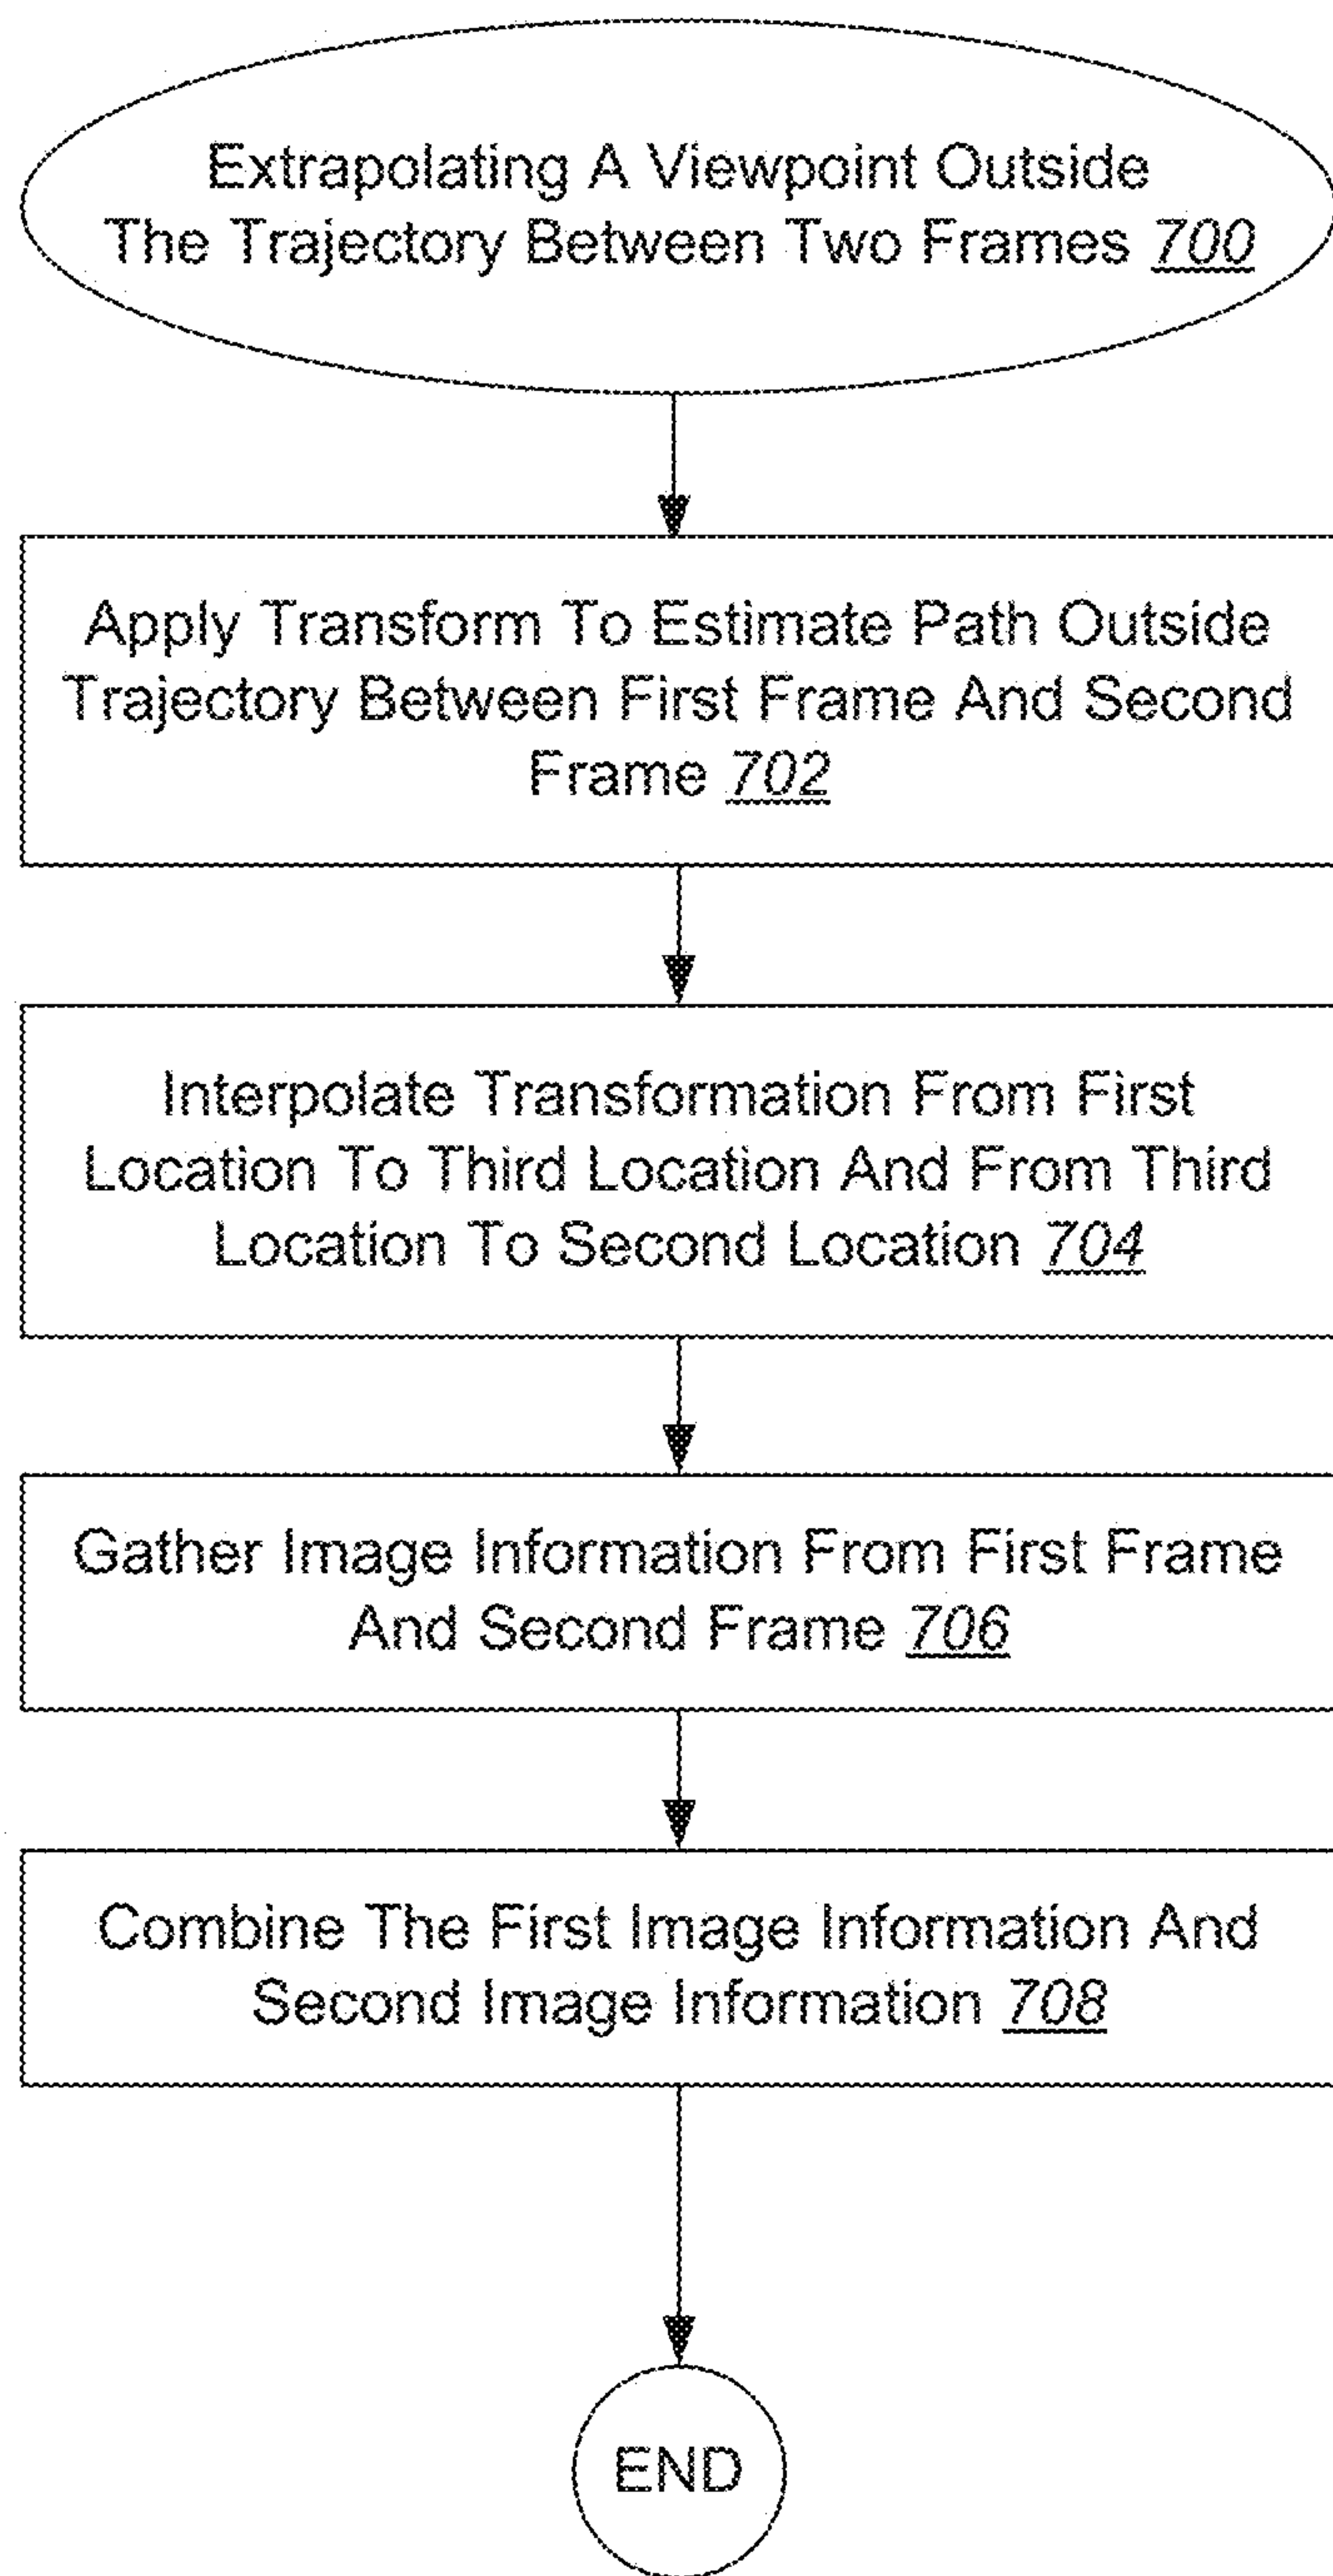 Extrapolating A Viewpoint Outside
The Trajectory Between Two Frames 700
Apply Transform To Estimate Path Outside
Trajectory Between First Frame And Second
Frame 702
Interpolate Transformation From First
Location To Third Location And From Third
Location To Second Location 704
Gather Image Information From First Frame
And Second Frame 706
Combine The First Image Information And
Second Image Information 708
END